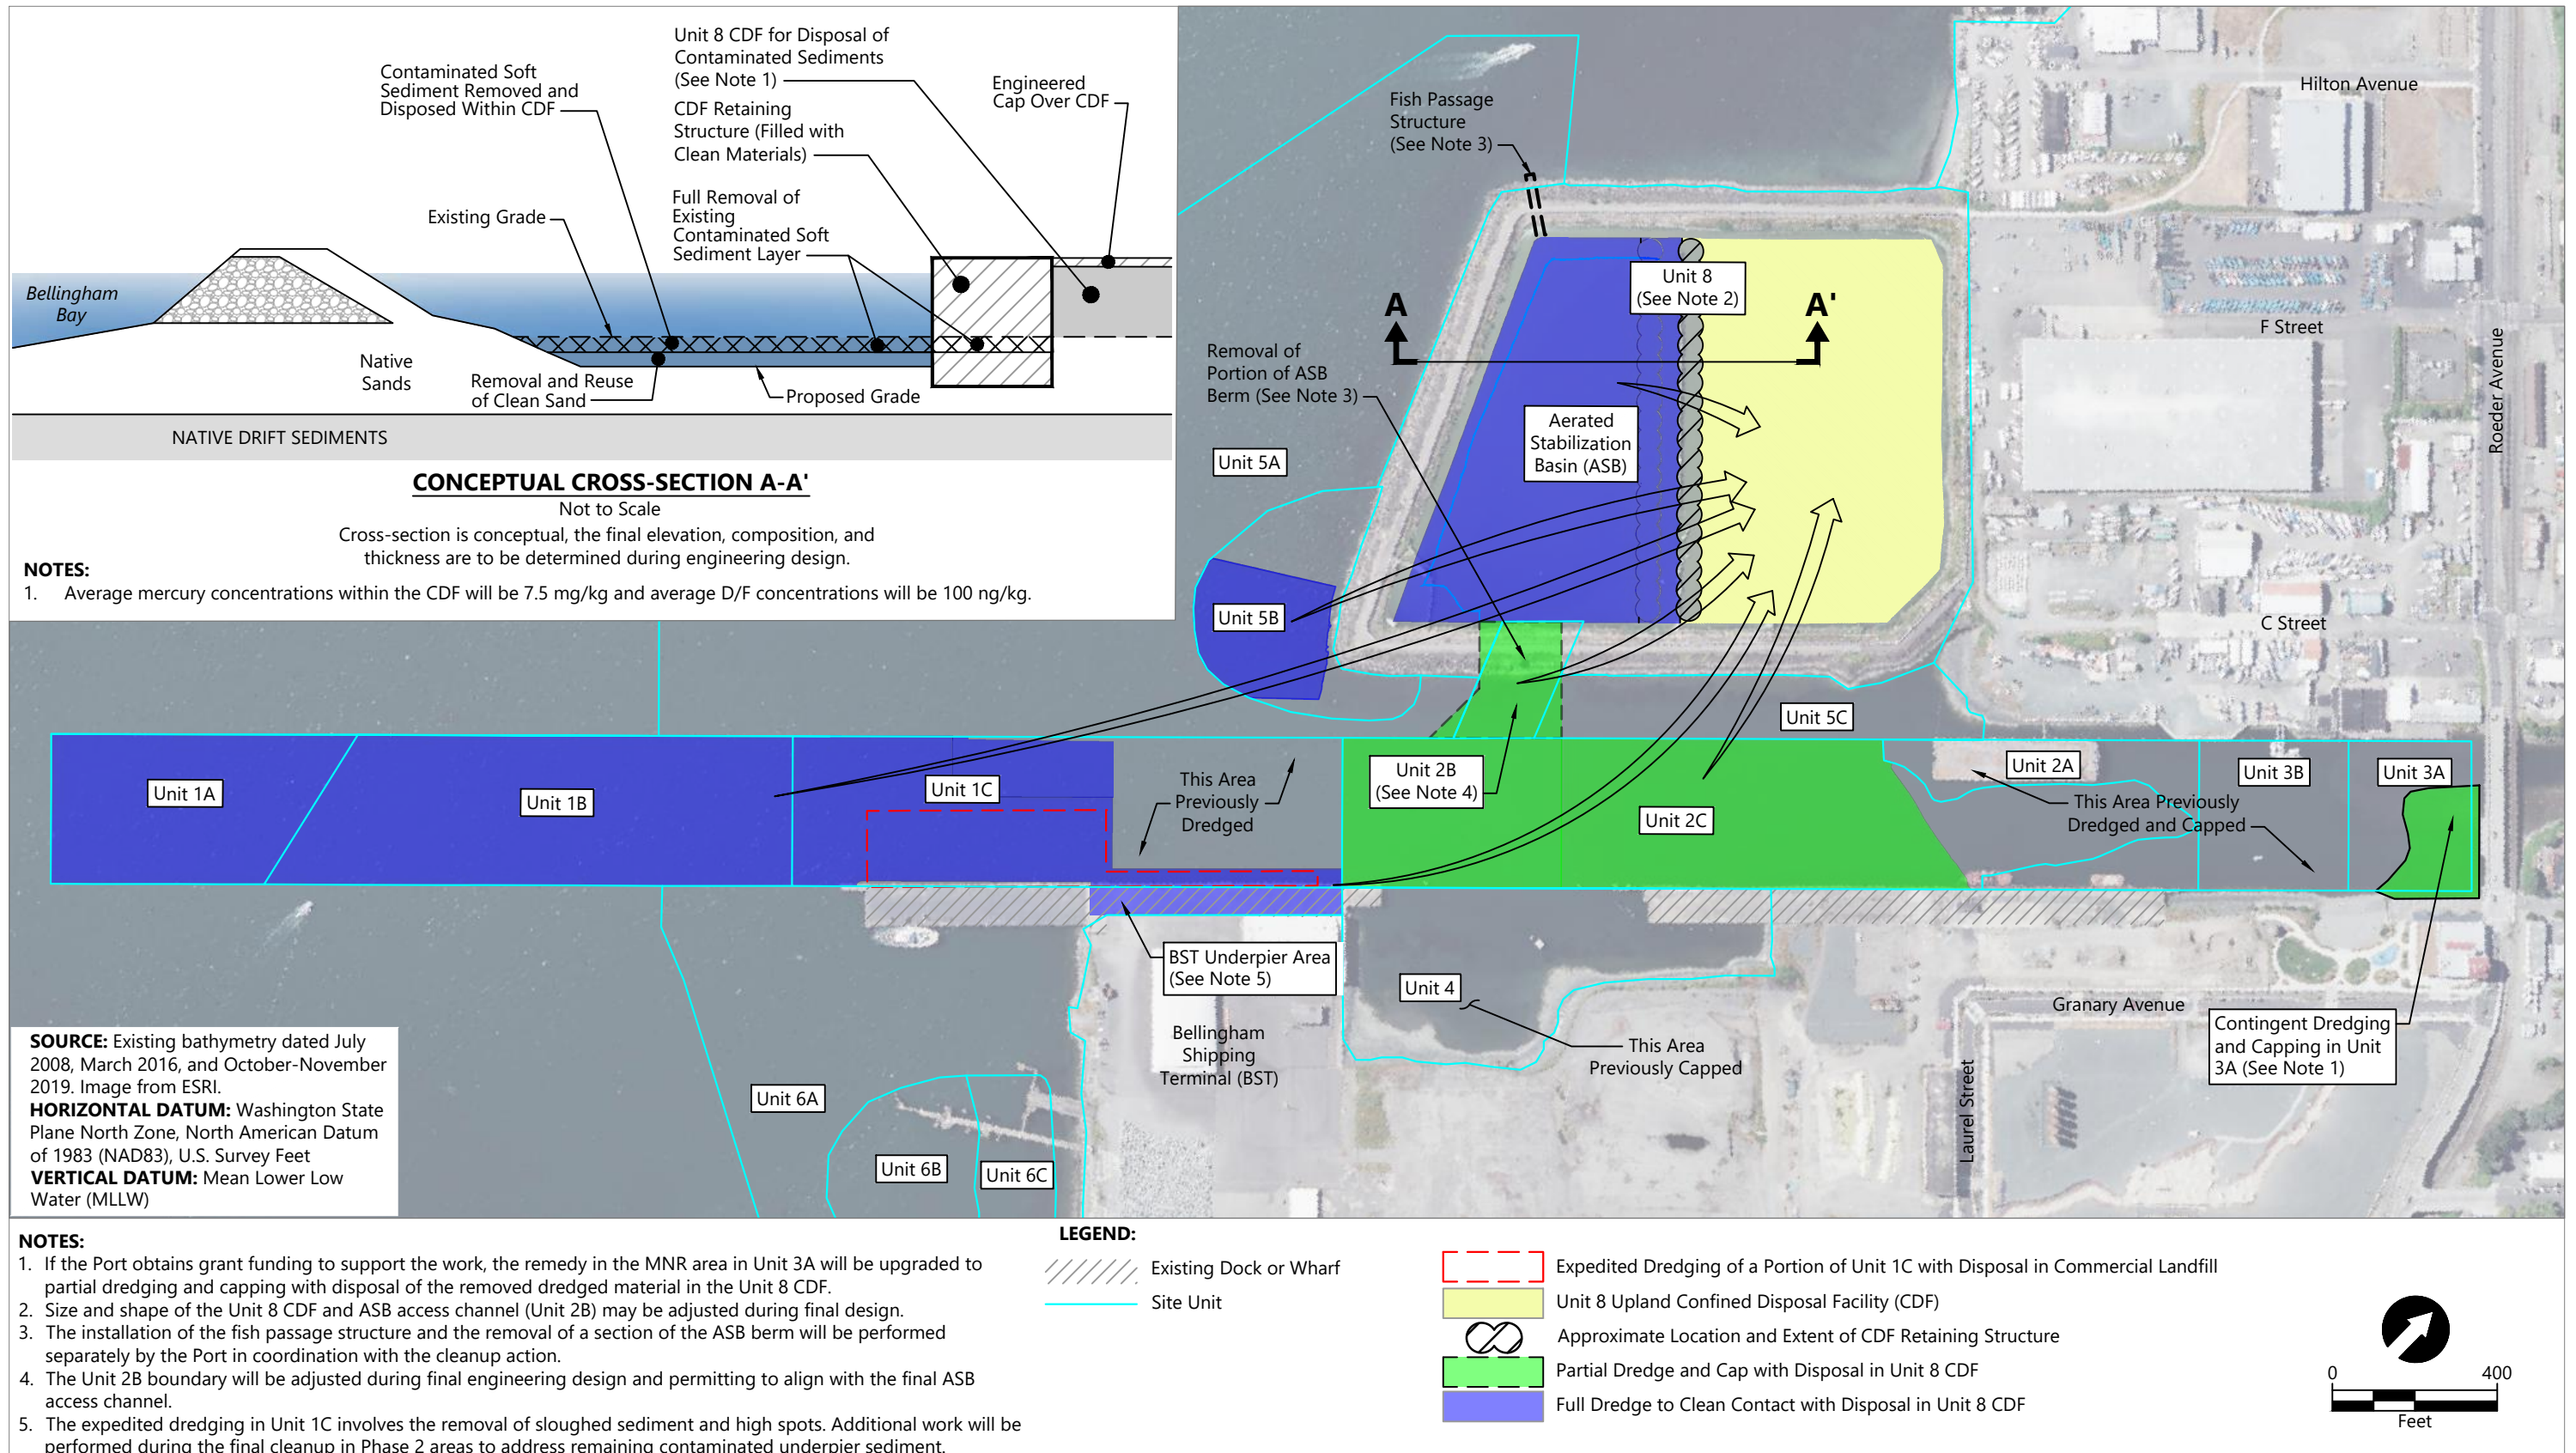 Unit 8 CDF for Disposal of
Contaminated Sediments
(See Note 1)
Contaminated Soft
Sediment Removed and
Disposed Within CDF
Engineered
Cap Over CDF
CDF Retaining
Structure (Filled with
Clean Materials)
Existing Grade
Full Removal of
Existing
Contaminated Soft
Sediment Layer
Bellingham
Bay
Native
Sands
Removal and Reuse
of Clean Sand
Proposed Grade
NATIVE DRIFT SEDIMENTS
CONCEPTUAL CROSS-SECTION A-A'
Not to Scale
Cross-section is conceptual, the final elevation, composition, and
thickness are to be determined during engineering design.
NOTES:
1. Average mercury concentrations within the CDF will be 7.5 mg/kg and average D/F concentrations will be 100 ng/kg.
Fish Passage
Structure
(See Note 3)
Hilton Avenue
Unit 8
(See Note 2)
A
A'
F Street
Roeder Avenue
Removal of
Portion of ASB
Berm (See Note 3)
Aerated
Stabilization
Basin (ASB)
Unit 5A
Unit 5B
C Street
Unit 5C
Unit 1A
Unit 1B
Unit 1C
This Area
Previously
Dredged
Unit 2B
(See Note 4)
Unit 2C
Unit 2A
Unit 3B
Unit 3A
This Area Previously
Dredged and Capped
BST Underpier Area
(See Note 5)
Unit 4
This Area
Previously Capped
Bellingham
Shipping
Terminal (BST)
Granary Avenue
Laurel Street
Contingent Dredging
and Capping in Unit
3A (See Note 1)
Unit 6A
Unit 6B
Unit 6C
SOURCE: Existing bathymetry dated July
2008, March 2016, and October-November
2019. Image from ESRI.
HORIZONTAL DATUM: Washington State
Plane North Zone, North American Datum
of 1983 (NAD83), U.S. Survey Feet
VERTICAL DATUM: Mean Lower Low
Water (MLLW)
NOTES:
1. If the Port obtains grant funding to support the work, the remedy in the MNR area in Unit 3A will be upgraded to
partial dredging and capping with disposal of the removed dredged material in the Unit 8 CDF.
2. Size and shape of the Unit 8 CDF and ASB access channel (Unit 2B) may be adjusted during final design.
3. The installation of the fish passage structure and the removal of a section of the ASB berm will be performed
separately by the Port in coordination with the cleanup action.
4. The Unit 2B boundary will be adjusted during final engineering design and permitting to align with the final ASB
access channel.
5. The expedited dredging in Unit 1C involves the removal of sloughed sediment and high spots. Additional work will be
performed during the final cleanup in Phase 2 areas to address remaining contaminated underpier sediment.
LEGEND:
Existing Dock or Wharf
Site Unit
Expedited Dredging of a Portion of Unit 1C with Disposal in Commercial Landfill
Unit 8 Upland Confined Disposal Facility (CDF)
Approximate Location and Extent of CDF Retaining Structure
Partial Dredge and Cap with Disposal in Unit 8 CDF
Full Dredge to Clean Contact with Disposal in Unit 8 CDF
0 400
Feet